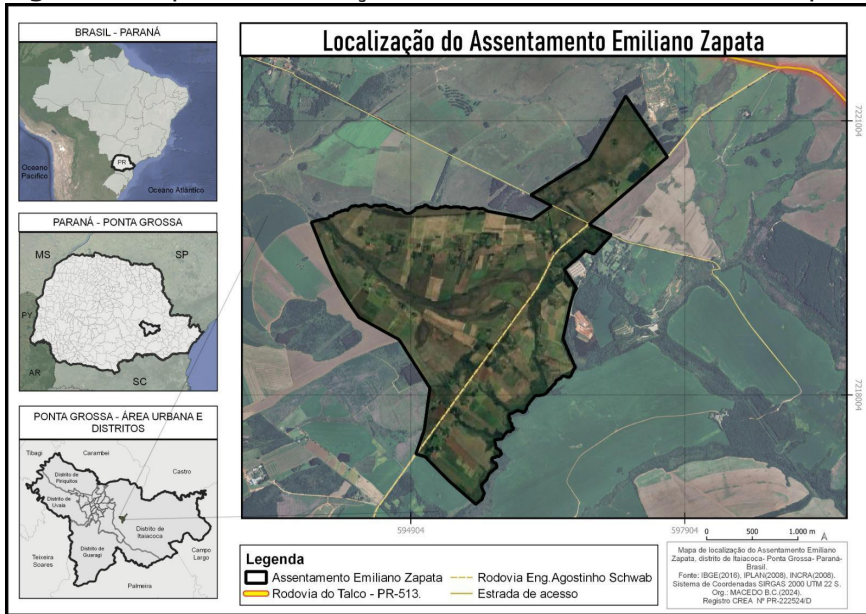 BRASIL - PARANÁ
PR
Oceano
Pacífico
Oceano Atlântico
PARANÁ - PONTA GROSSA
MS
SP
PY
AR
SC
PONTA GROSSA - ÁREA URBANA E
DISTRITOS
Tibagi
Carambeí
Castro
Distrito de
Piriquitos
Distrito de
Uvaia
Distrito de
Itaiacoca
Distrito de
Guaragi
Teixeira
Soares
Campo
Largo
Palmeira
Localização do Assentamento Emiliano Zapata
7221004
7218004
594904
597904
0 500 1,000 m
Legenda
Assentamento Emiliano Zapata
Rodovia do Talco - PR-513.
Rodovia Eng.Agostinho Schwab
Estrada de acesso
Mapa de localização do Assentamento Emiliano
Zapata, distrito de Itaiacoca- Ponta Grossa- Paraná-
Brasil.
Fonte: IBGE(2016), IPLAN(2008), INCRA(2008).
Sistema de Coordenadas SIRGAS 2000 UTM 22 S.
Org.: MACEDO B.C.(2024).
Registro CREA Nº PR-222524/D